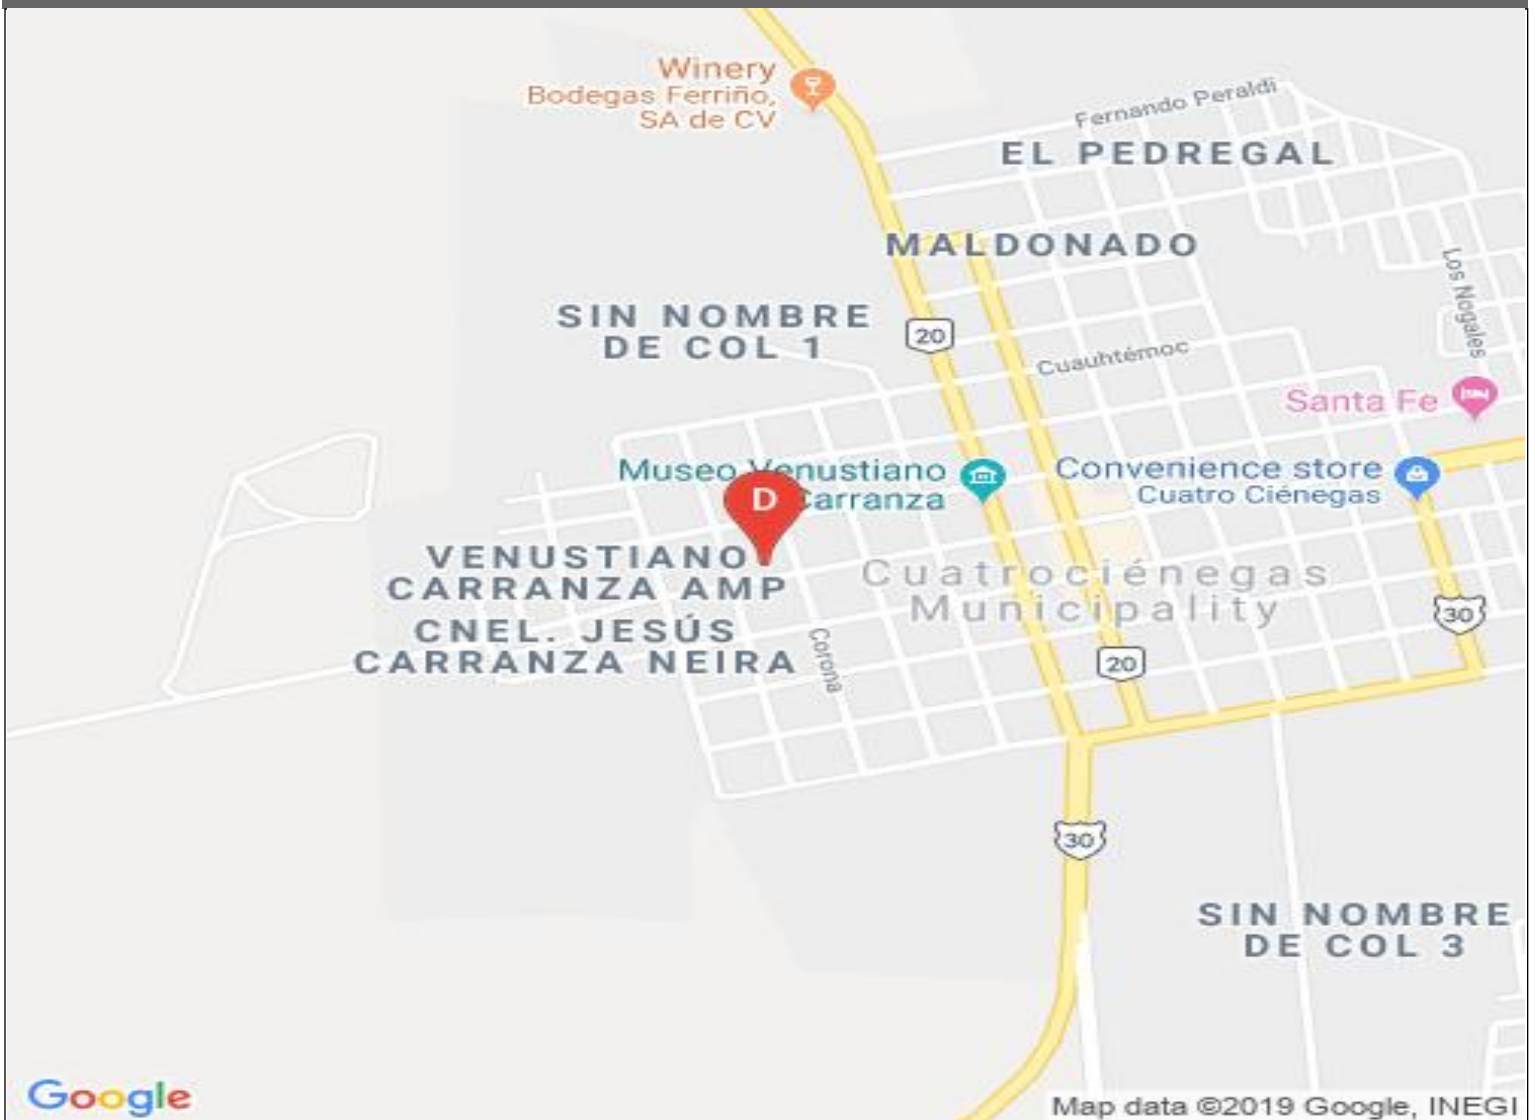 Winery
Bodegas Ferriño,
SA de CV
Fernando Peraldi
EL PEDREGAL
MALDONADO
Los Nogales
SIN NOMBRE
DE COL 1
20
Cuauhtémoc
Santa Fe
Museo Venustiano
Carranza
D
Convenience store
Cuatro Ciénegas
VENUSTIANO
CARRANZA AMP
Cuatrociénegas
Municipality
30
CNEL. JESÚS
CARRANZA NEIRA
Corona
20
30
SIN NOMBRE
DE COL 3
Google
Map data ©2019 Google, INEGI